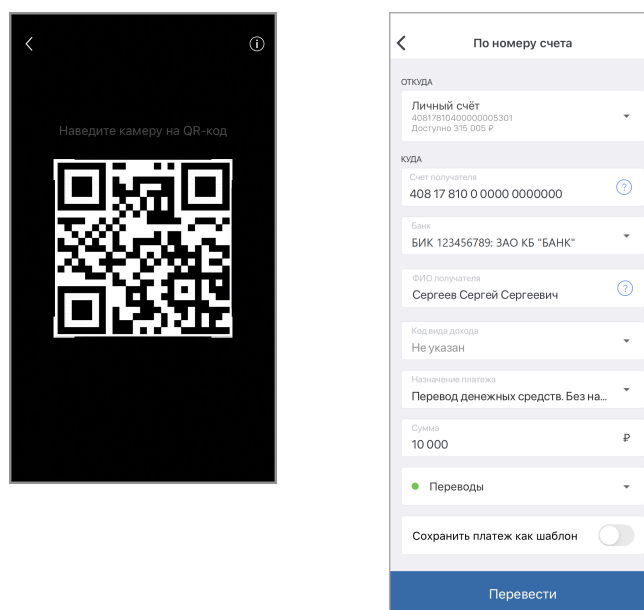 Наведите камеру на QR-код
По номеру счета
ОТКУДА
Личный счёт
40817810400000005301
Доступно 315 005 ₽
КУДА
Счет получателя
408 17 810 0 0000 0000000
Банк
БИК 123456789: ЗАО КБ "БАНК"
ФИО получателя
Сергеев Сергей Сергеевич
Код вида дохода
Не указан
Назначение платежа
Перевод денежных средств. Без на...
Сумма
10 000 ₽
Переводы
Сохранить платеж как шаблон
Перевести